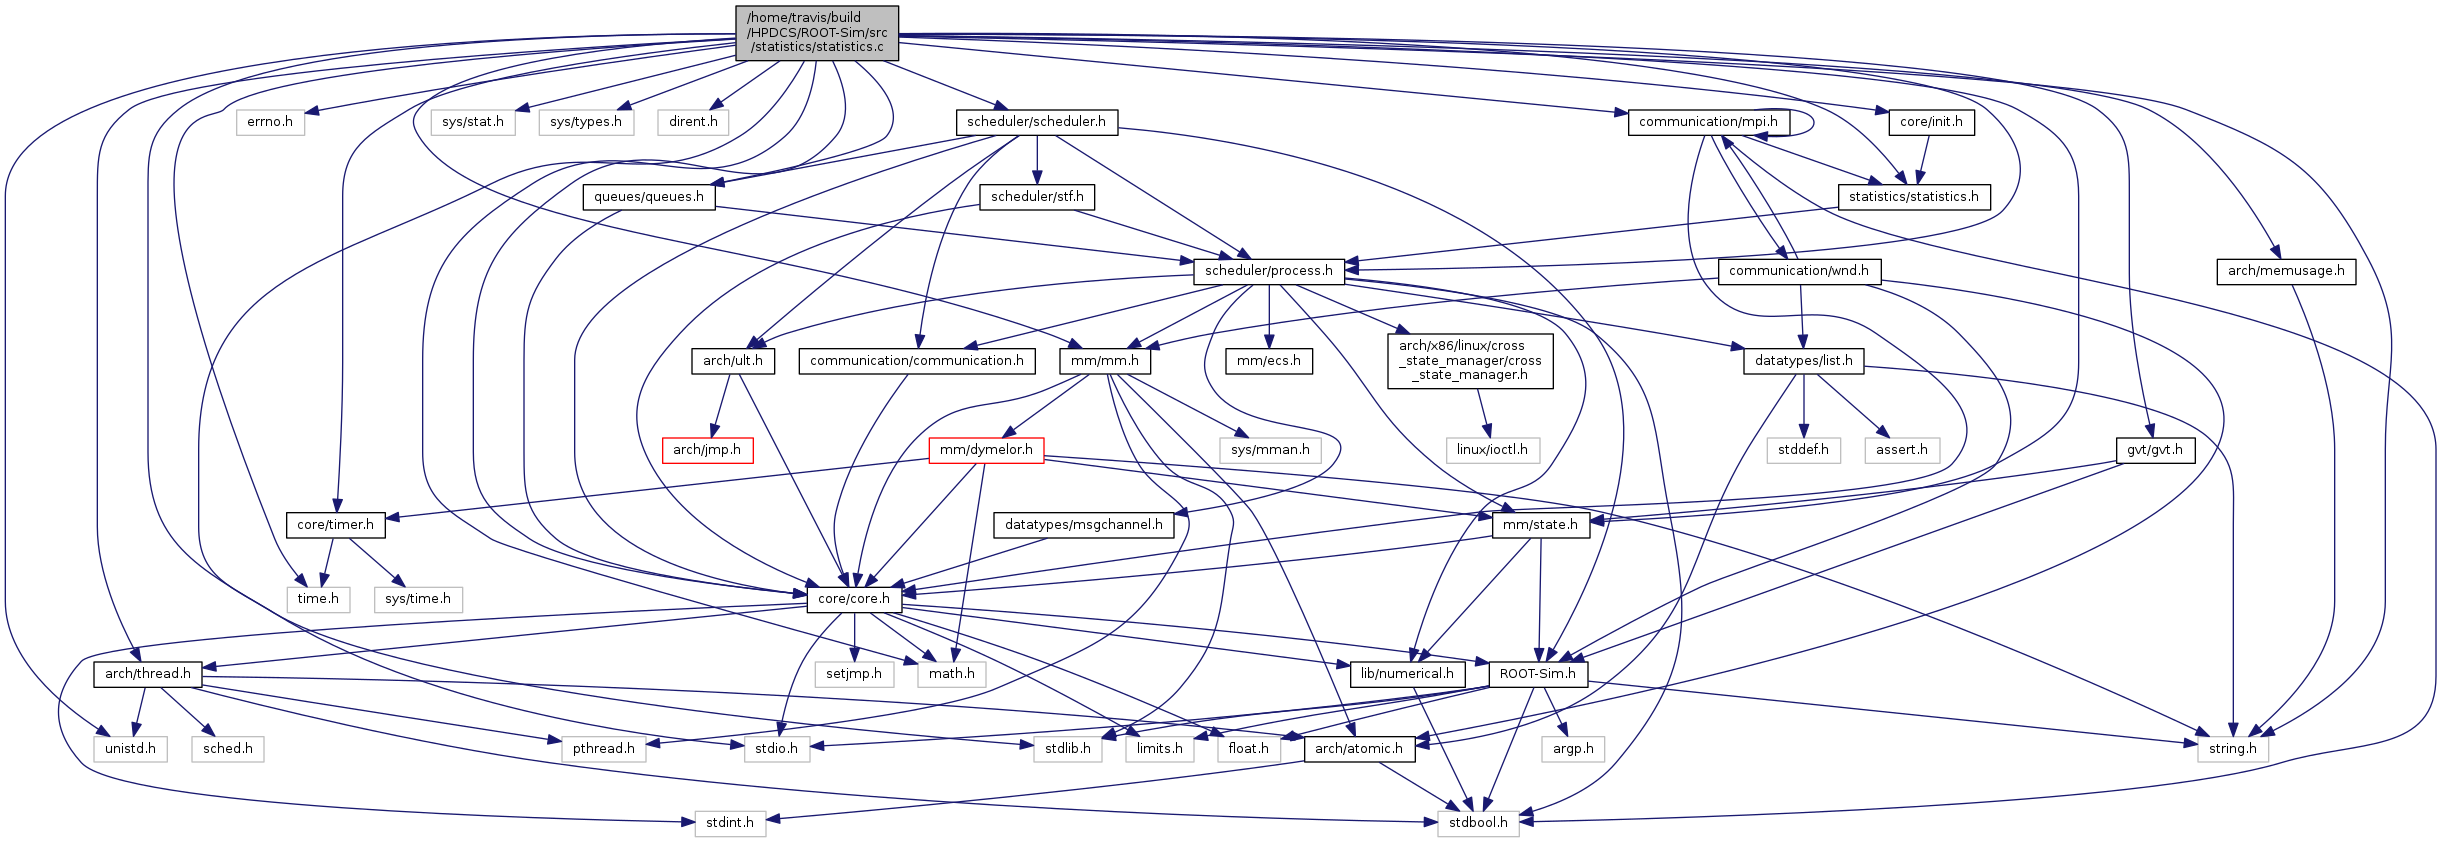 /home/travis/build
/HPDCS/ROOT-Sim/src
/statistics/statistics.c
errno.h
sys/stat.h
sys/types.h
dirent.h
scheduler/scheduler.h
communication/mpi.h
core/init.h
queues/queues.h
scheduler/stf.h
statistics/statistics.h
scheduler/process.h
communication/wnd.h
arch/memusage.h
arch/ult.h
communication/communication.h
mm/mm.h
mm/ecs.h
arch/x86/linux/cross
_state_manager/cross
_state_manager.h
datatypes/list.h
arch/jmp.h
mm/dymelor.h
sys/mman.h
linux/ioctl.h
stddef.h
assert.h
gvt/gvt.h
core/timer.h
datatypes/msgchannel.h
mm/state.h
time.h
sys/time.h
core/core.h
arch/thread.h
setjmp.h
math.h
lib/numerical.h
ROOT-Sim.h
unistd.h
sched.h
pthread.h
stdio.h
stdlib.h
limits.h
float.h
arch/atomic.h
argp.h
string.h
stdint.h
stdbool.h